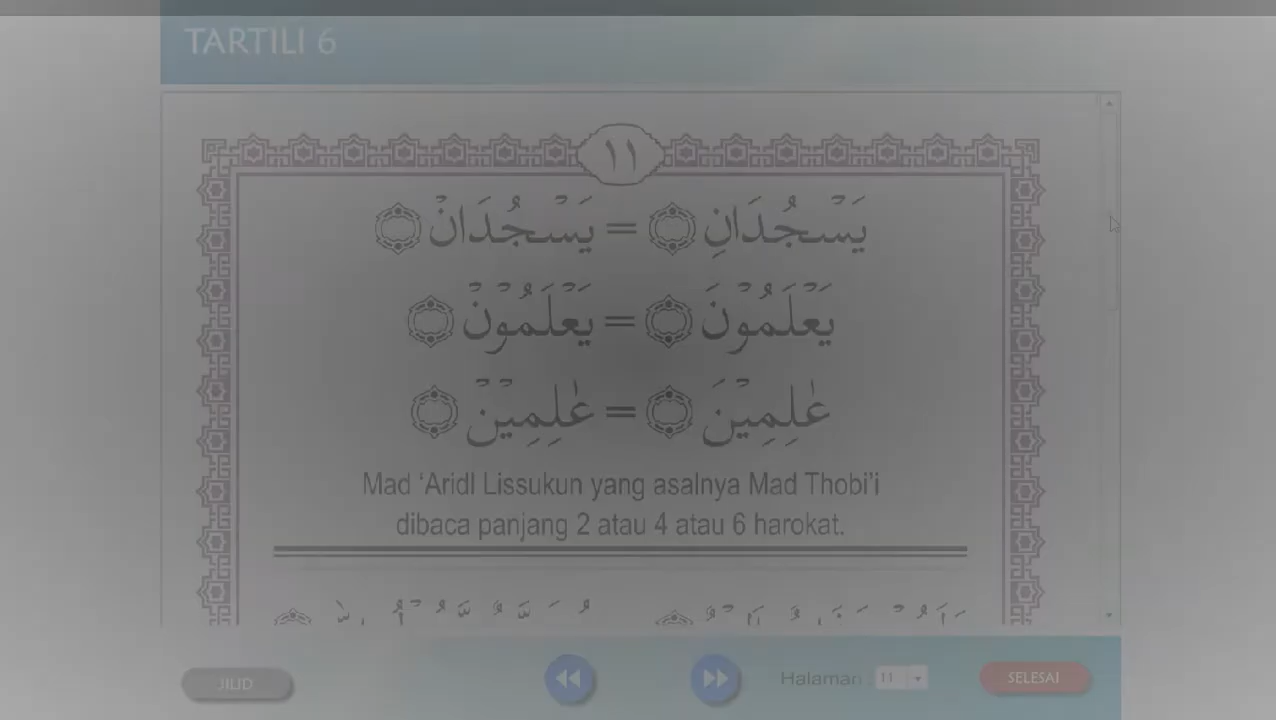 TARTILI 6
١١
يَسْجُدَانِ = يَسْجُدَانْ
يَعْلَمُوْنَ = يَعْلَمُوْنْ
عٰلِمِيْنَ = عٰلِمِيْنْ
Mad ‘Aridl Lissukun yang asalnya Mad Thobi’i
dibaca panjang 2 atau 4 atau 6 harokat.
JILID
Halaman 11
SELESAI